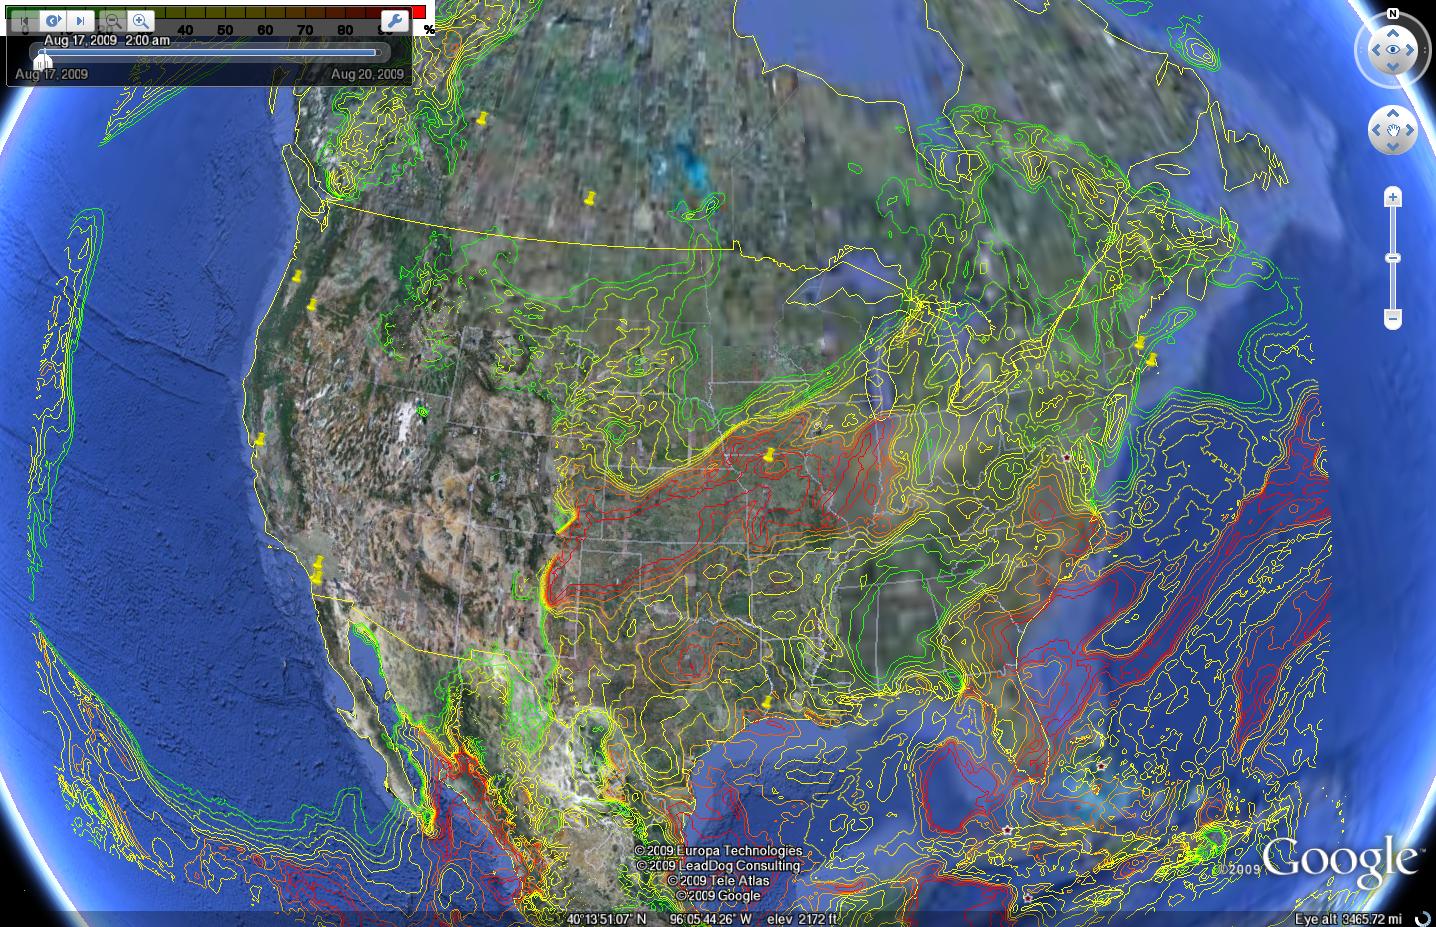 40 50 60 70 80 %
Aug 17, 2009 2:00 am
Aug 17, 2009 Aug 20, 2009
N
© 2009 Europa Technologies
© 2009 LeadDog Consulting
© 2009 Tele Atlas
© 2009 Google
©2009 Google™
40°13'51.07" N 96°05'44.26" W elev 2172 ft
Eye alt 3465.72 mi